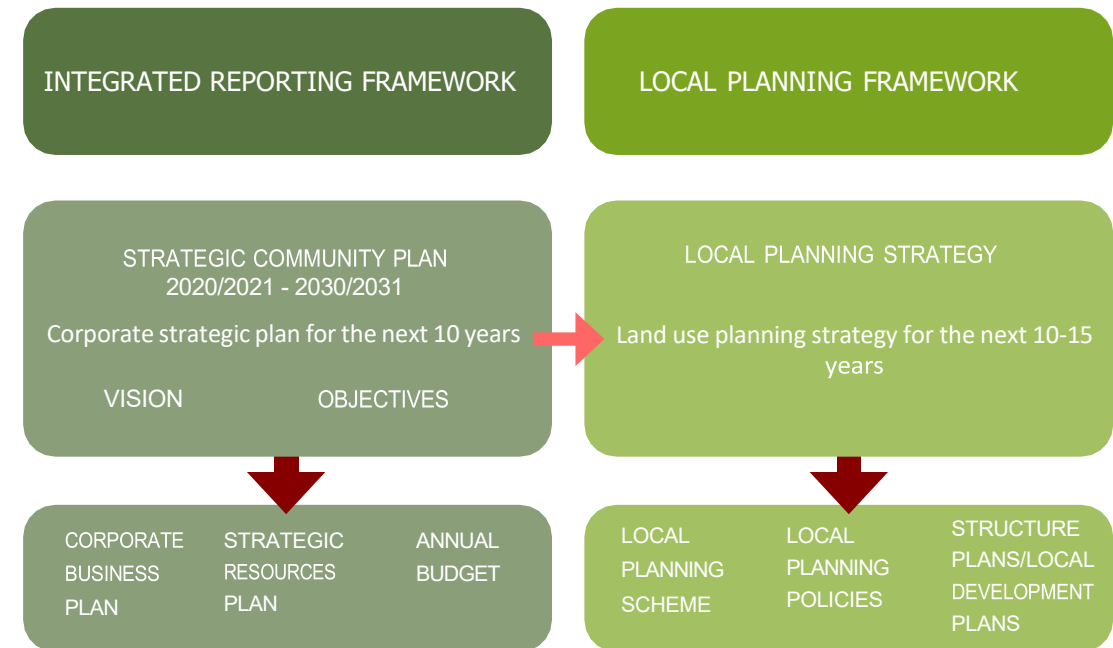 INTEGRATED REPORTING FRAMEWORK
LOCAL PLANNING FRAMEWORK
STRATEGIC COMMUNITY PLAN
2020/2021 - 2030/2031
Corporate strategic plan for the next 10 years
VISION
OBJECTIVES
LOCAL PLANNING STRATEGY
Land use planning strategy for the next 10-15
years
CORPORATE
BUSINESS
PLAN
STRATEGIC
RESOURCES
PLAN
ANNUAL
BUDGET
LOCAL
PLANNING
SCHEME
LOCAL
PLANNING
POLICIES
STRUCTURE
PLANS/LOCAL
DEVELOPMENT
PLANS